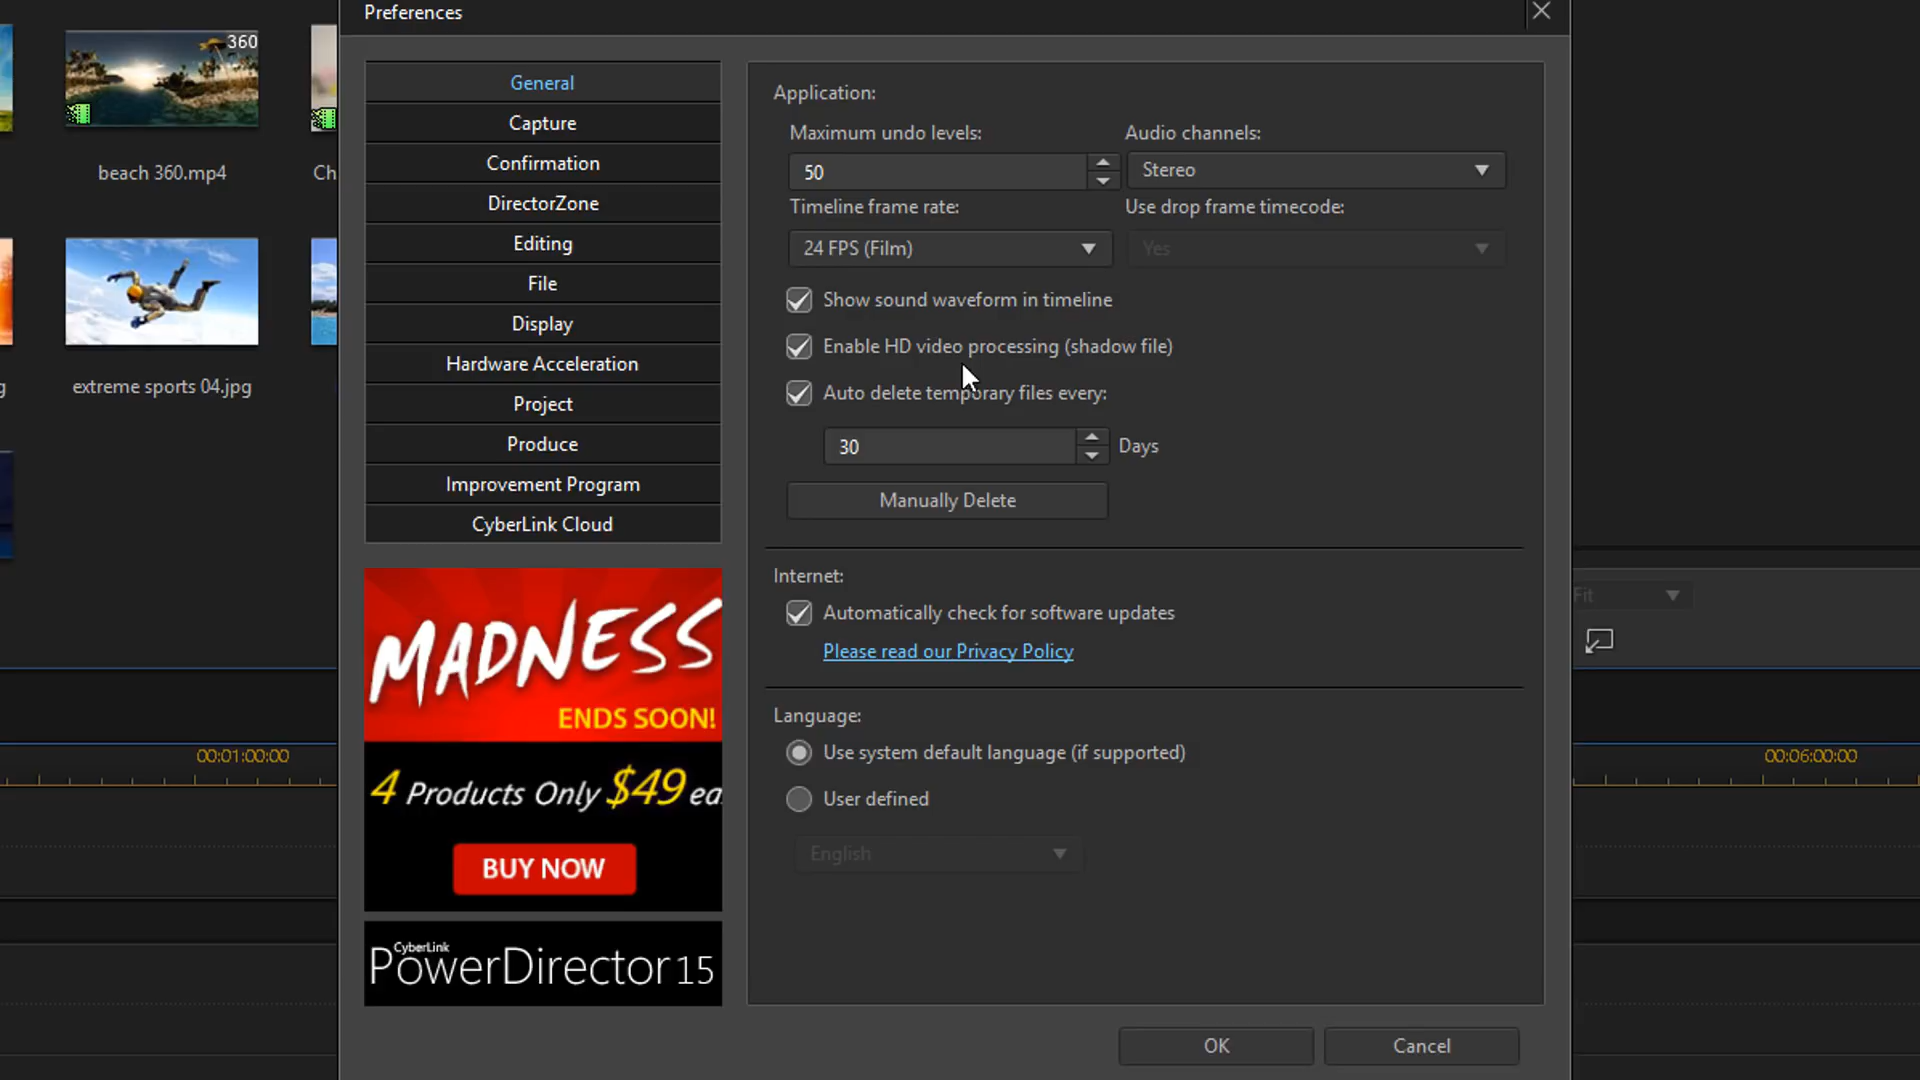 Preferences
360
beach 360.mp4
Ch
extreme sports 04.jpg
g
General
Capture
Confirmation
DirectorZone
Editing
File
Display
Hardware Acceleration
Project
Produce
Improvement Program
CyberLink Cloud
MADNESS
ENDS SOON!
4 Products Only $49 ea
BUY NOW
CyberLink
PowerDirector 15
Application:
Maximum undo levels:
Audio channels:
50
Stereo
Timeline frame rate:
Use drop frame timecode:
24 FPS (Film)
Yes
Show sound waveform in timeline
Enable HD video processing (shadow file)
Auto delete temporary files every:
30
Days
Manually Delete
Internet:
Automatically check for software updates
Please read our Privacy Policy
Language:
Use system default language (if supported)
User defined
English
OK
Cancel
Fit
00:01:00:00
00:06:00:00